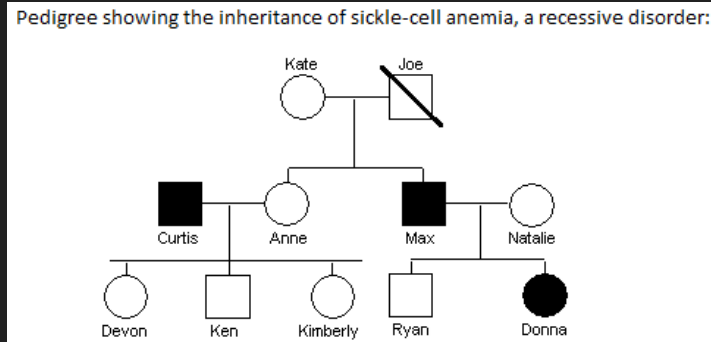 Pedigree showing the inheritance of sickle-cell anemia, a recessive disorder:
Kate Joe
Curtis Anne Max Natalie
Devon Ken Kimberly Ryan Donna